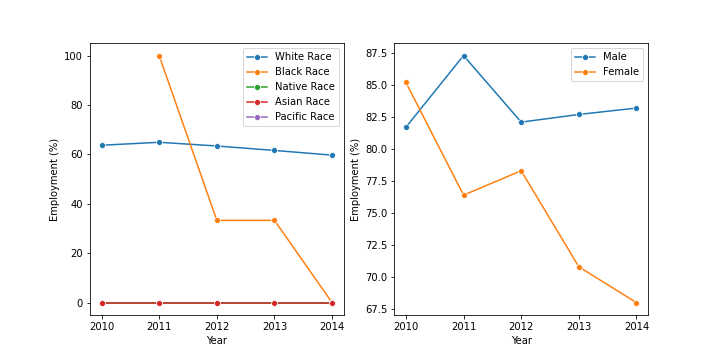 100
80
60
40
20
0
Employment (%)
2010 2011 2012 2013 2014
Year
White Race
Black Race
Native Race
Asian Race
Pacific Race
87.5
85.0
82.5
80.0
77.5
75.0
72.5
70.0
67.5
Employment (%)
2010 2011 2012 2013 2014
Year
Male
Female